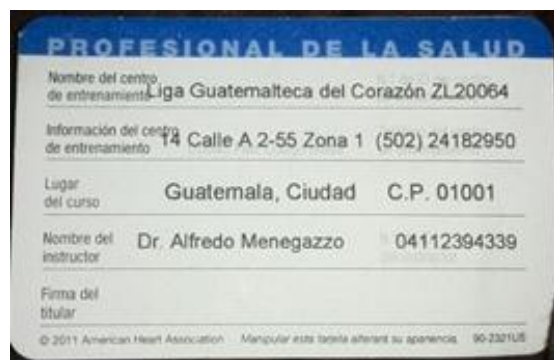 PROFESIONAL DE LA SALUD
Nombre del centro
de entrenamiento Liga Guatemalteca del Corazón ZL20064
Información del centro
de entrenamiento 14 Calle A 2-55 Zona 1 (502) 24182950
Lugar
del curso Guatemala, Ciudad C.P. 01001
Nombre del
instructor Dr. Alfredo Menegazzo 04112394339
Firma del
titular
© 2011 American Heart Association Manipular esta tarjeta alterará su apariencia. 90-2321US